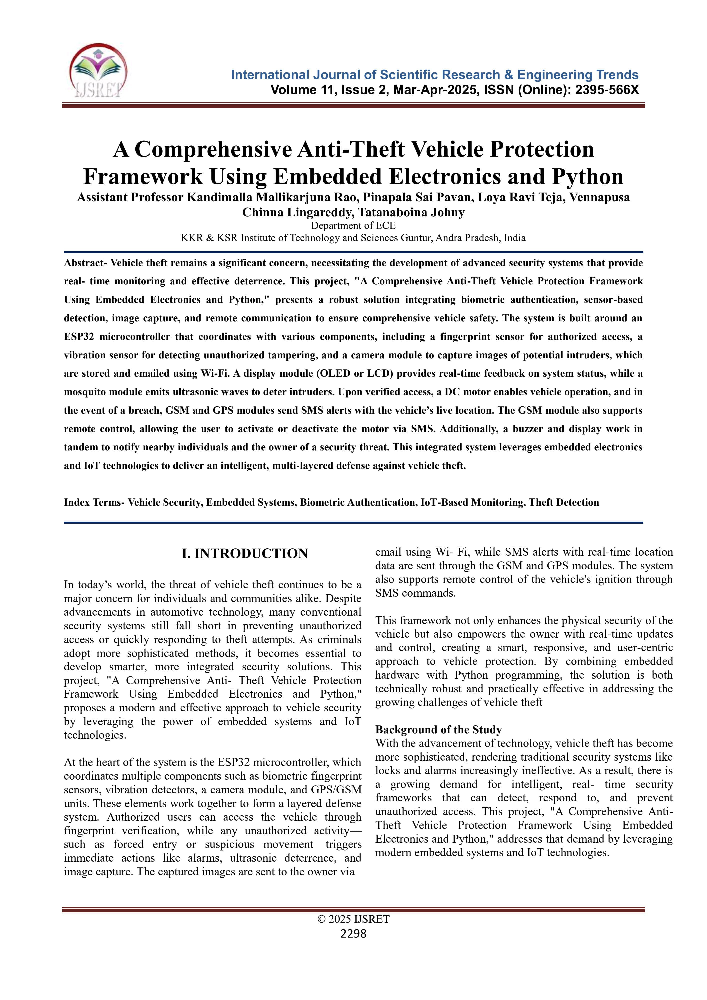 IJSRET
International Journal of Scientific Research & Engineering Trends
Volume 11, Issue 2, Mar-Apr-2025, ISSN (Online): 2395-566X
A Comprehensive Anti-Theft Vehicle Protection
Framework Using Embedded Electronics and Python
Assistant Professor Kandimalla Mallikarjuna Rao, Pinapala Sai Pavan, Loya Ravi Teja, Vennapusa
Chinna Lingareddy, Tatanaboina Johny
Department of ECE
KKR & KSR Institute of Technology and Sciences Guntur, Andra Pradesh, India
Abstract- Vehicle theft remains a significant concern, necessitating the development of advanced security systems that provide
real- time monitoring and effective deterrence. This project, "A Comprehensive Anti-Theft Vehicle Protection Framework
Using Embedded Electronics and Python," presents a robust solution integrating biometric authentication, sensor-based
detection, image capture, and remote communication to ensure comprehensive vehicle safety. The system is built around an
ESP32 microcontroller that coordinates with various components, including a fingerprint sensor for authorized access, a
vibration sensor for detecting unauthorized tampering, and a camera module to capture images of potential intruders, which
are stored and emailed using Wi-Fi. A display module (OLED or LCD) provides real-time feedback on system status, while a
mosquito module emits ultrasonic waves to deter intruders. Upon verified access, a DC motor enables vehicle operation, and in
the event of a breach, GSM and GPS modules send SMS alerts with the vehicle’s live location. The GSM module also supports
remote control, allowing the user to activate or deactivate the motor via SMS. Additionally, a buzzer and display work in
tandem to notify nearby individuals and the owner of a security threat. This integrated system leverages embedded electronics
and IoT technologies to deliver an intelligent, multi-layered defense against vehicle theft.
Index Terms- Vehicle Security, Embedded Systems, Biometric Authentication, IoT-Based Monitoring, Theft Detection
I. INTRODUCTION
In today’s world, the threat of vehicle theft continues to be a
major concern for individuals and communities alike. Despite
advancements in automotive technology, many conventional
security systems still fall short in preventing unauthorized
access or quickly responding to theft attempts. As criminals
adopt more sophisticated methods, it becomes essential to
develop smarter, more integrated security solutions. This
project, "A Comprehensive Anti- Theft Vehicle Protection
Framework Using Embedded Electronics and Python,"
proposes a modern and effective approach to vehicle security
by leveraging the power of embedded systems and IoT
technologies.
At the heart of the system is the ESP32 microcontroller, which
coordinates multiple components such as biometric fingerprint
sensors, vibration detectors, a camera module, and GPS/GSM
units. These elements work together to form a layered defense
system. Authorized users can access the vehicle through
fingerprint verification, while any unauthorized activity—
such as forced entry or suspicious movement—triggers
immediate actions like alarms, ultrasonic deterrence, and
image capture. The captured images are sent to the owner via
email using Wi- Fi, while SMS alerts with real-time location
data are sent through the GSM and GPS modules. The system
also supports remote control of the vehicle's ignition through
SMS commands.
This framework not only enhances the physical security of the
vehicle but also empowers the owner with real-time updates
and control, creating a smart, responsive, and user-centric
approach to vehicle protection. By combining embedded
hardware with Python programming, the solution is both
technically robust and practically effective in addressing the
growing challenges of vehicle theft
Background of the Study
With the advancement of technology, vehicle theft has become
more sophisticated, rendering traditional security systems like
locks and alarms increasingly ineffective. As a result, there is
a growing demand for intelligent, real- time security
frameworks that can detect, respond to, and prevent
unauthorized access. This project, "A Comprehensive Anti-
Theft Vehicle Protection Framework Using Embedded
Electronics and Python," addresses that demand by leveraging
modern embedded systems and IoT technologies.
© 2025 IJSRET
2298